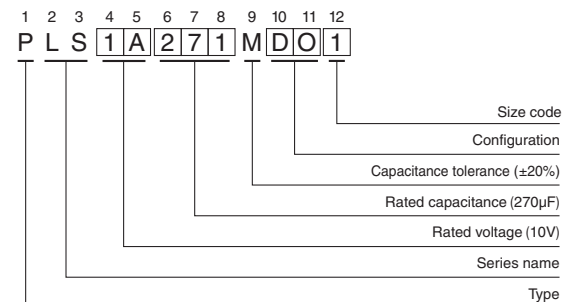 1 2 3 4 5 6 7 8 9 10 11 12
P L S 1 A 2 7 1 M D O 1
Size code
Configuration
Capacitance tolerance (±20%)
Rated capacitance (270μF)
Rated voltage (10V)
Series name
Type